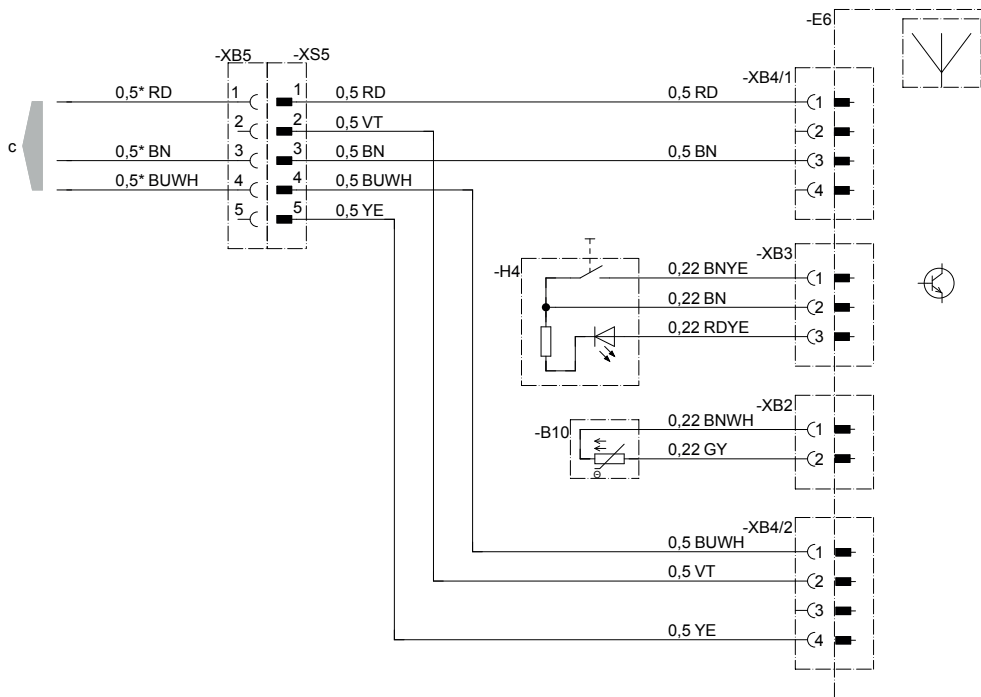 -E6
-XB5 -XS5
-XB4/1
0,5* RD 1 1 0,5 RD 0,5 RD 1
2 2 0,5 VT 2
c
0,5* BN 3 3 0,5 BN 0,5 BN 3
0,5* BUWH 4 4 0,5 BUWH 4
5 5 0,5 YE
-XB3
-H4 0,22 BNYE 1
0,22 BN 2
0,22 RDYE 3
-XB2
-B10 0,22 BNWH 1
0,22 GY 2
Θ
-XB4/2
0,5 BUWH 1
0,5 VT 2
3
0,5 YE 4